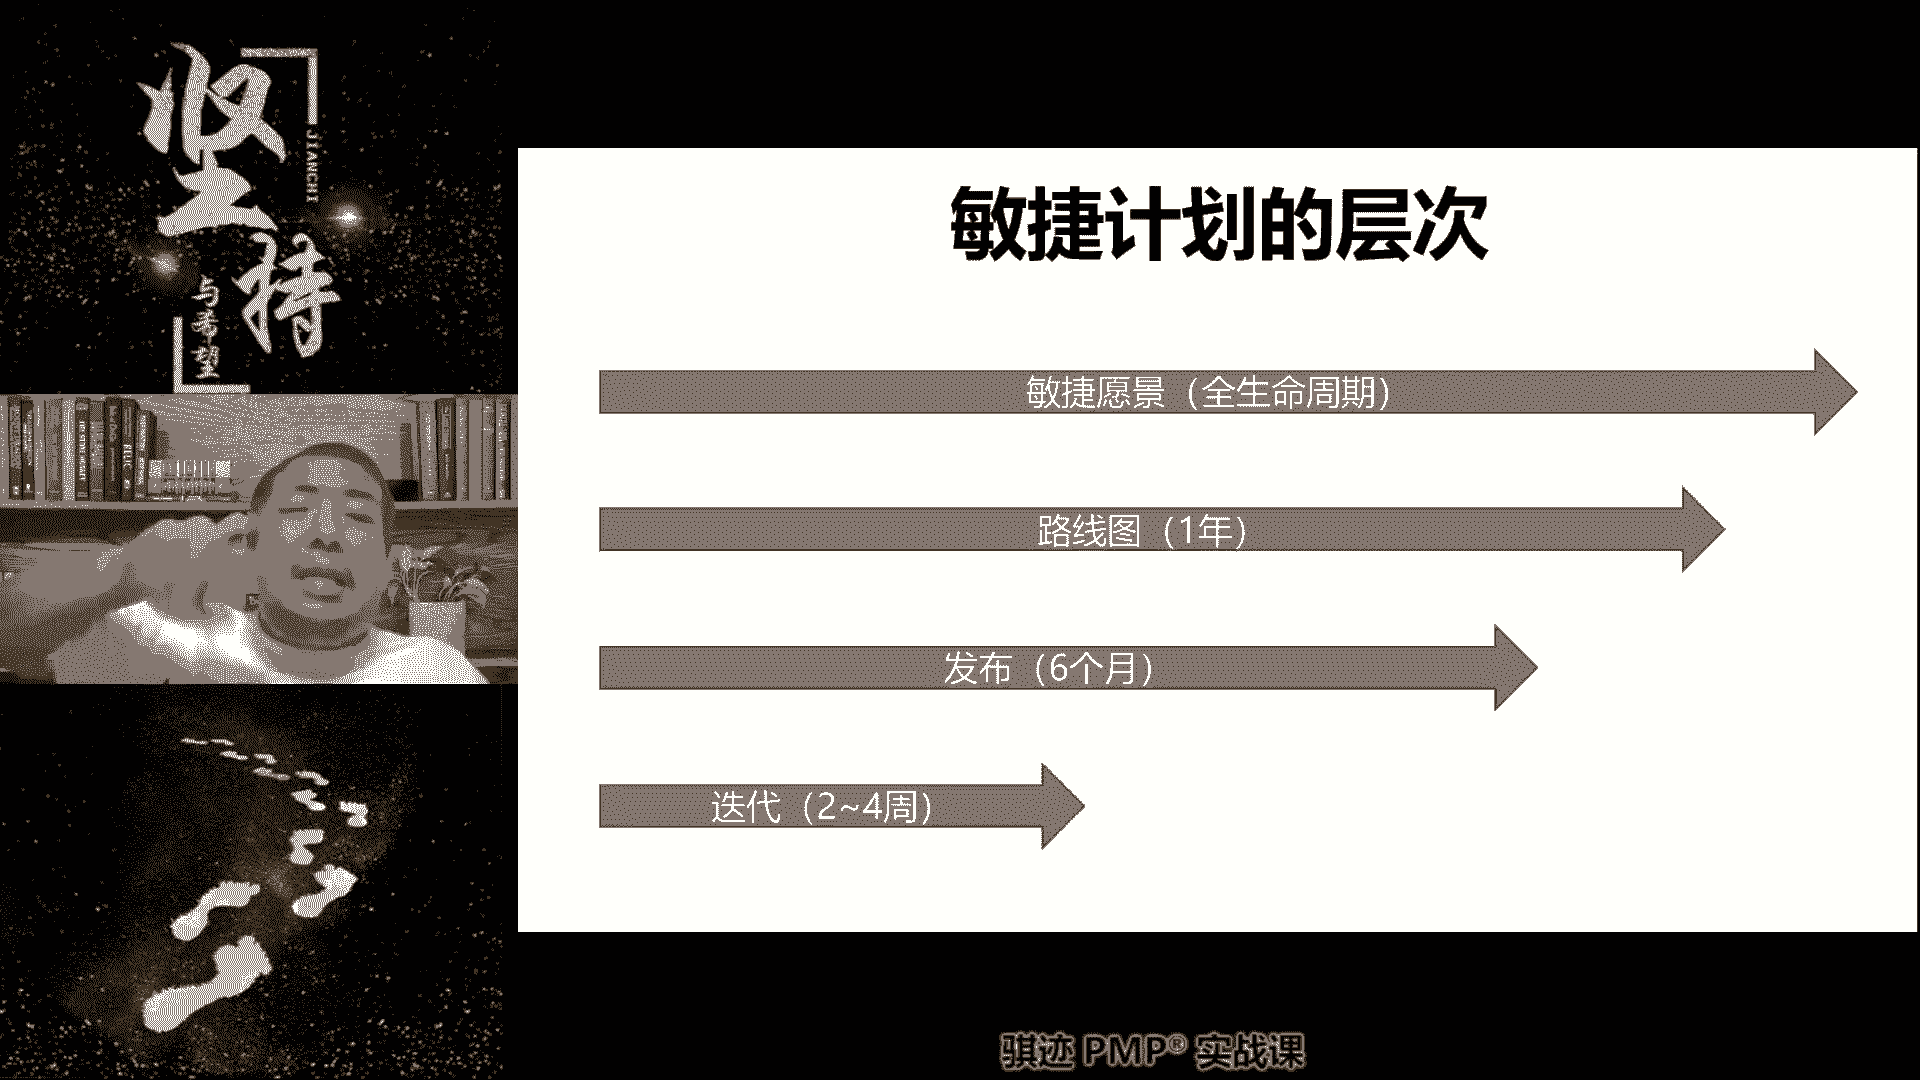 坚持
JIANCHI
与希望
敏捷计划的层次
敏捷愿景（全生命周期）
路线图（1年）
发布（6个月）
迭代（2~4周）
骐迹 PMP® 实战课